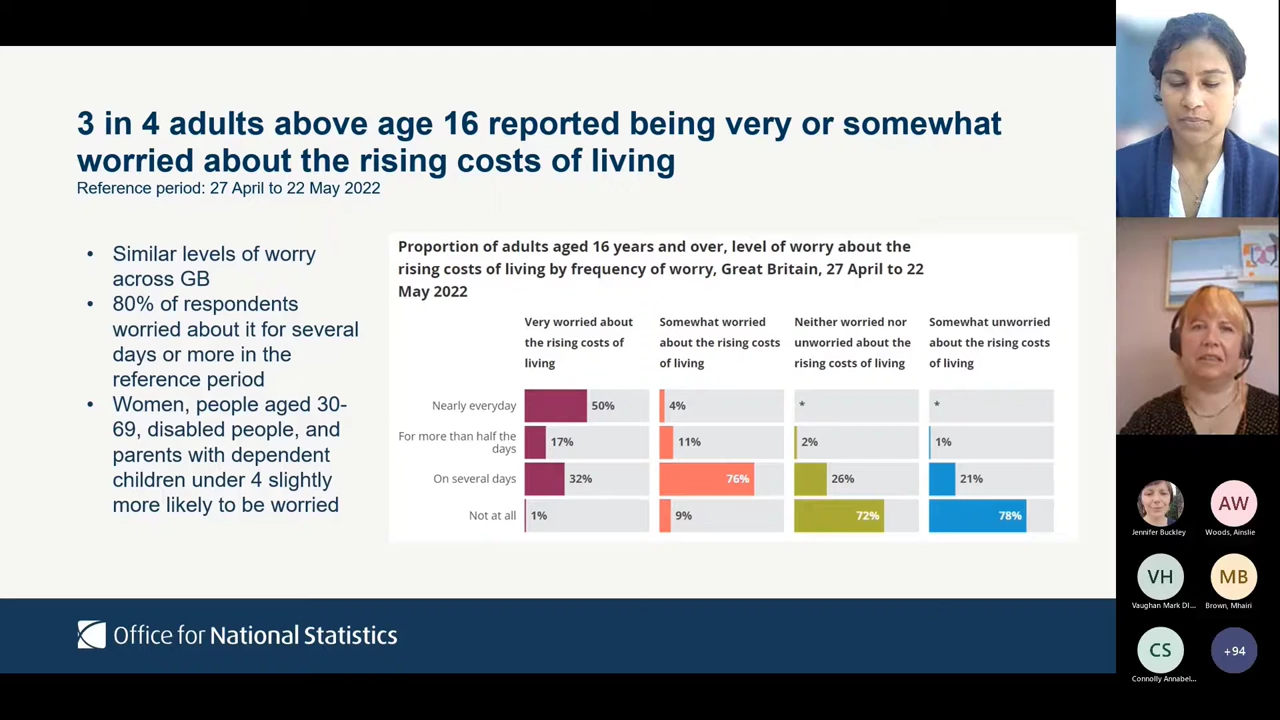 3 in 4 adults above age 16 reported being very or somewhat
worried about the rising costs of living
Reference period: 27 April to 22 May 2022
• Similar levels of worry
across GB
• 80% of respondents
worried about it for several
days or more in the
reference period
• Women, people aged 30-
69, disabled people, and
parents with dependent
children under 4 slightly
more likely to be worried
Proportion of adults aged 16 years and over, level of worry about the
rising costs of living by frequency of worry, Great Britain, 27 April to 22
May 2022
Very worried about
the rising costs of
living
Somewhat worried
about the rising costs
of living
Neither worried nor
unworried about the
rising costs of living
Somewhat unworried
about the rising costs
of living
Nearly everyday 50% 4% * *
For more than half the
days 17% 11% 2% 1%
On several days 32% 76% 26% 21%
Not at all 1% 9% 72% 78%
Office for National Statistics
AW
Jennifer Buckley Woods, Ainslie
VH MB
Vaughan Mark DI... Brown, Mhairi
CS +94
Connolly Annabel...